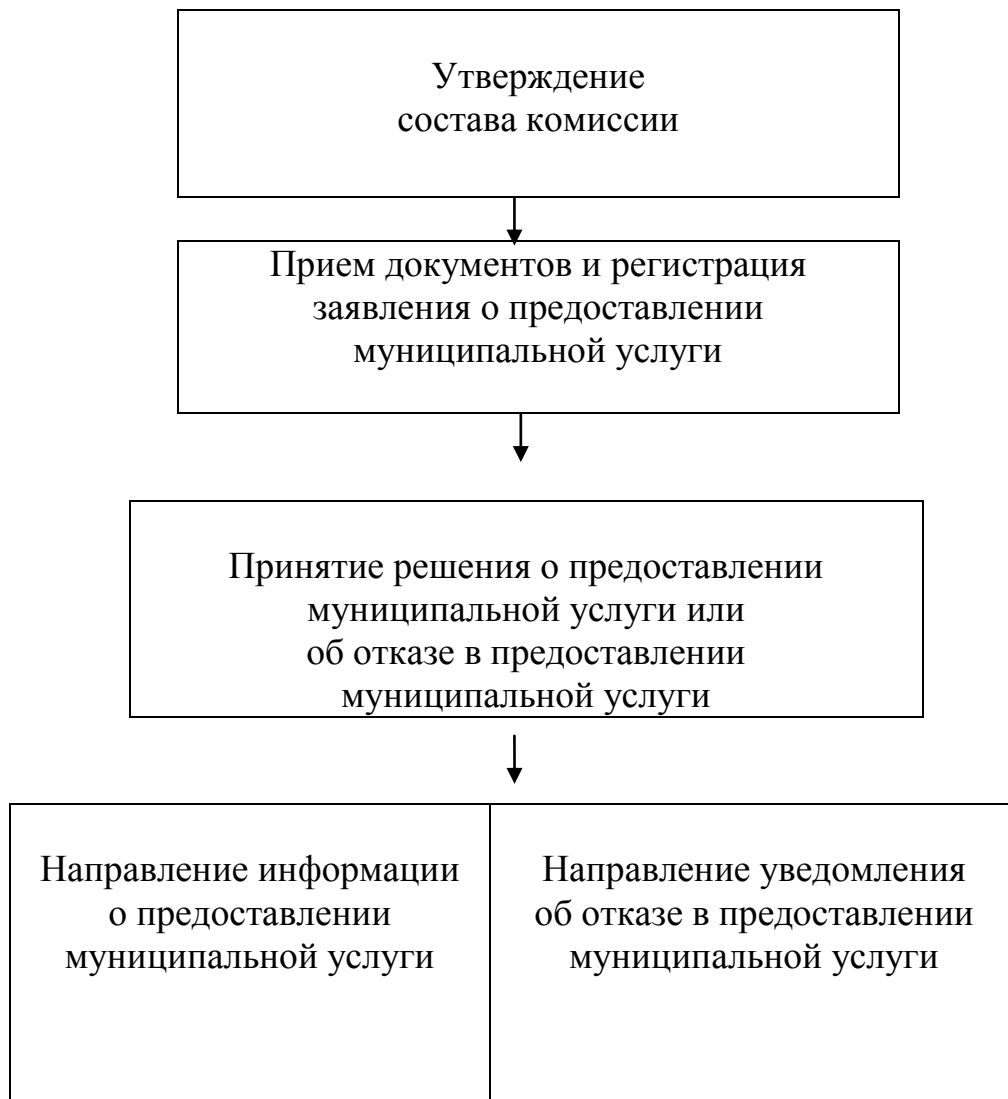 Утверждение
состава комиссии
Прием документов и регистрация
заявления о предоставлении
муниципальной услуги
Принятие решения о предоставлении
муниципальной услуги или
об отказе в предоставлении
муниципальной услуги
Направление информации
о предоставлении
муниципальной услуги
Направление уведомления
об отказе в предоставлении
муниципальной услуги